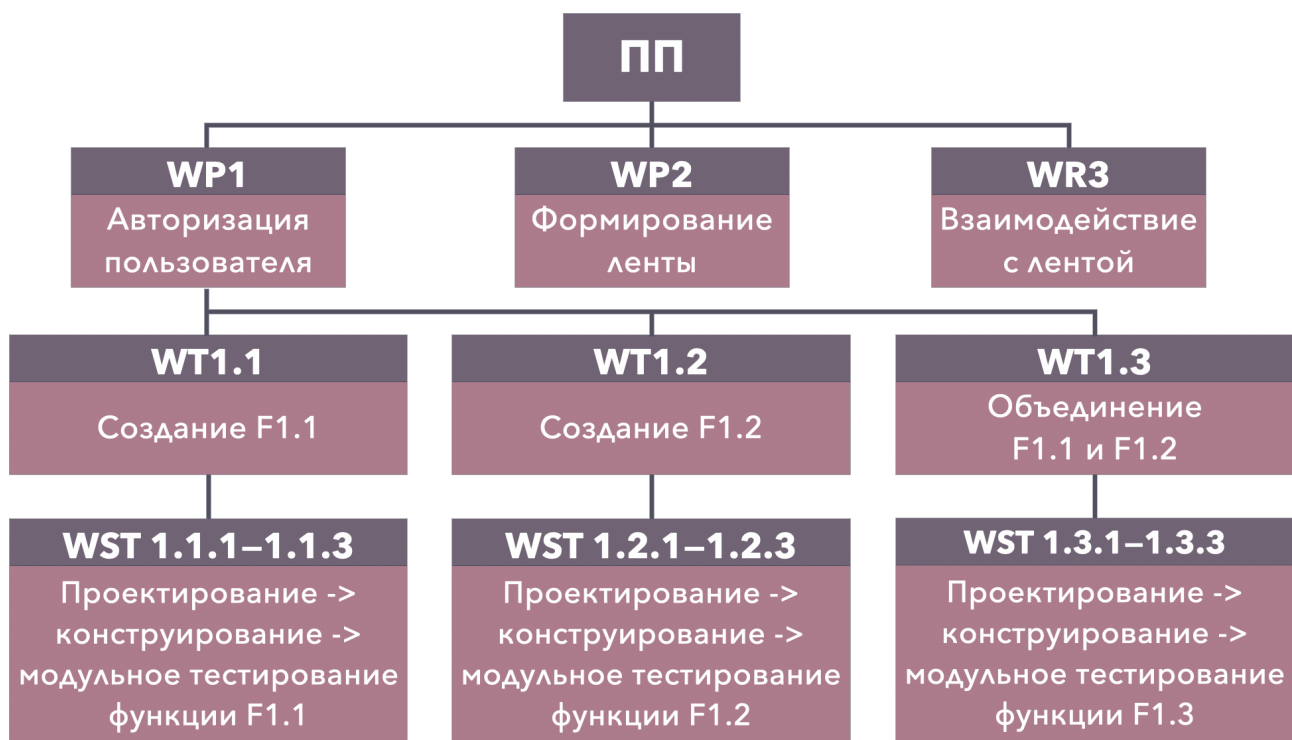 ПП
WP1
Авторизация
пользователя
WP2
Формирование
ленты
WR3
Взаимодействие
с лентой
WT1.1
Создание F1.1
WT1.2
Создание F1.2
WT1.3
Объединение
F1.1 и F1.2
WST 1.1.1–1.1.3
Проектирование ->
конструирование ->
модульное тестирование
функции F1.1
WST 1.2.1–1.2.3
Проектирование ->
конструирование ->
модульное тестирование
функции F1.2
WST 1.3.1–1.3.3
Проектирование ->
конструирование ->
модульное тестирование
функции F1.3